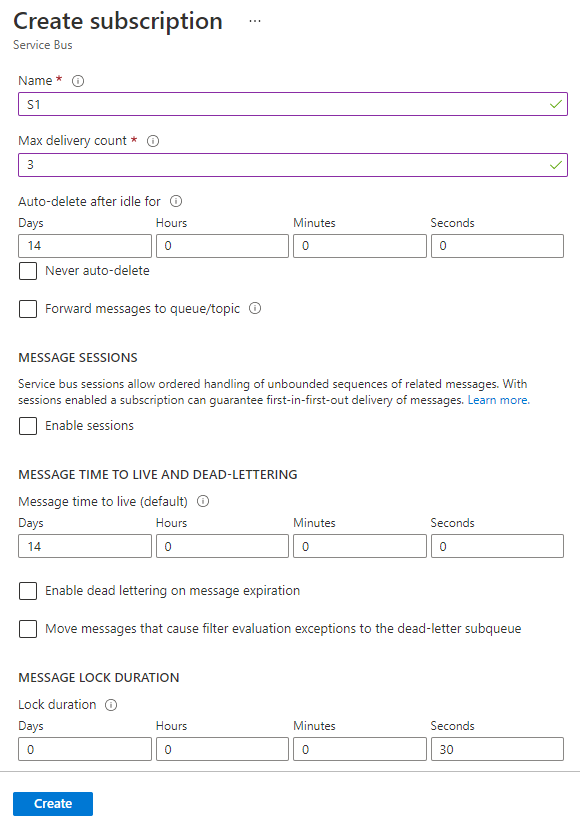 Create subscription ...
Service Bus
Name *
S1
Max delivery count *
3
Auto-delete after idle for
Days Hours Minutes Seconds
14 0 0 0
Never auto-delete
Forward messages to queue/topic
MESSAGE SESSIONS
Service bus sessions allow ordered handling of unbounded sequences of related messages. With
sessions enabled a subscription can guarantee first-in-first-out delivery of messages. Learn more.
Enable sessions
MESSAGE TIME TO LIVE AND DEAD-LETTERING
Message time to live (default)
Days Hours Minutes Seconds
14 0 0 0
Enable dead lettering on message expiration
Move messages that cause filter evaluation exceptions to the dead-letter subqueue
MESSAGE LOCK DURATION
Lock duration
Days Hours Minutes Seconds
0 0 0 30
Create